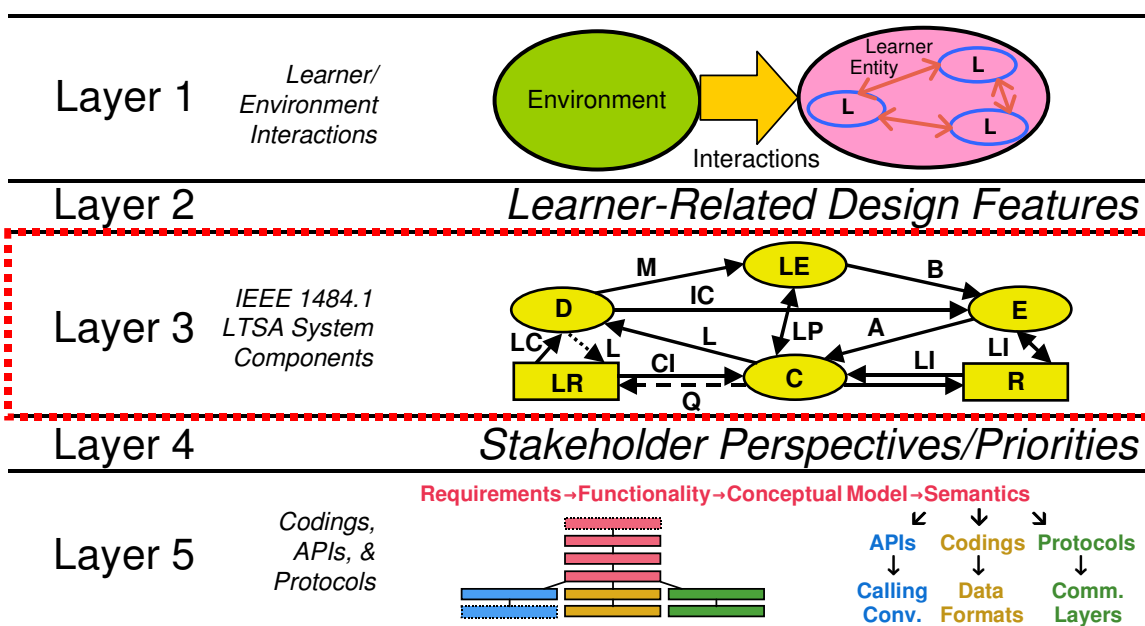 Layer 1
Learner/
Environment
Interactions
Environment
Interactions
Learner
Entity
L
L
L
Layer 2
Learner-Related Design Features
Layer 3
IEEE 1484.1
LTSA System
Components
M
LE
B
D
IC
E
LC
L
L
LP
A
LI
LR
CI
C
LI
R
Q
Layer 4
Stakeholder Perspectives/Priorities
Layer 5
Codings,
APIs, &
Protocols
Requirements→Functionality→Conceptual Model→Semantics
APIs Codings Protocols
Calling Data Comm.
Conv. Formats Layers